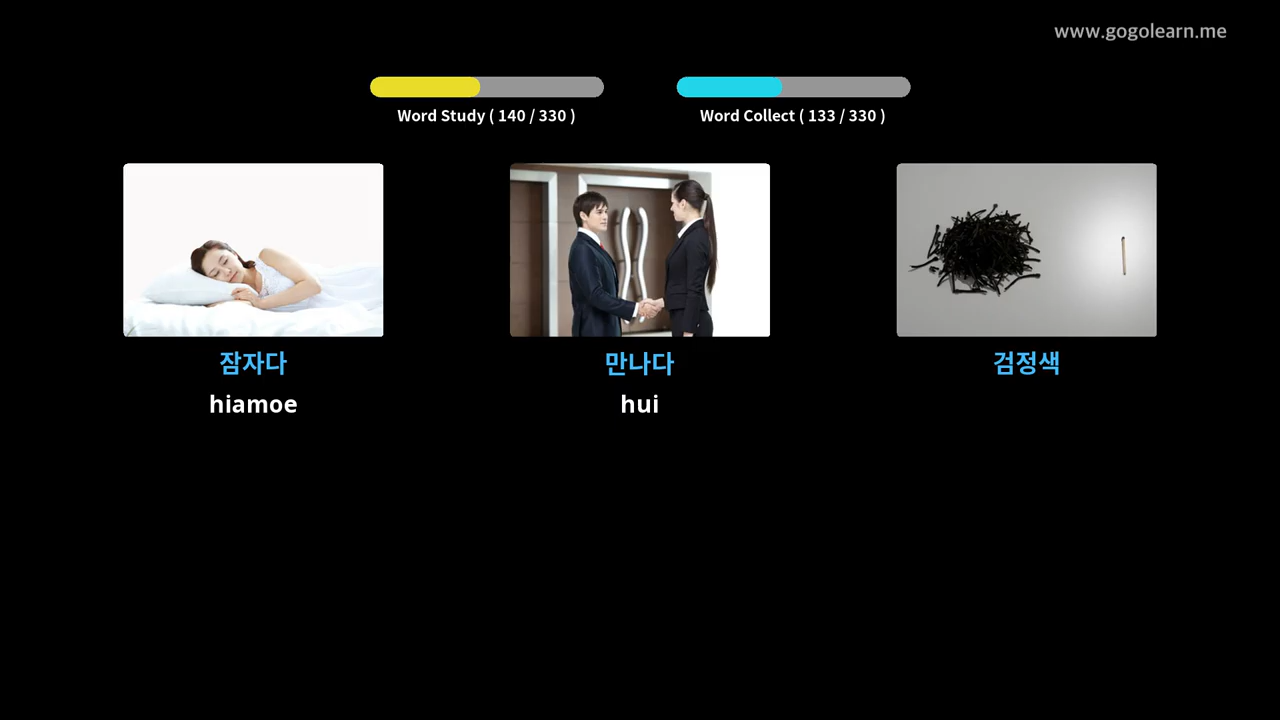 www.gogolearn.me
Word Study ( 140 / 330 )
Word Collect ( 133 / 330 )
잠자다
만나다
검정색
hiamoe
hui